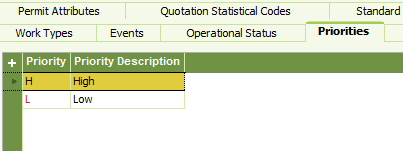 Permit Attributes Quotation Statistical Codes Standard
Work Types Events Operational Status Priorities
+ Priority Priority Description
H High
L Low